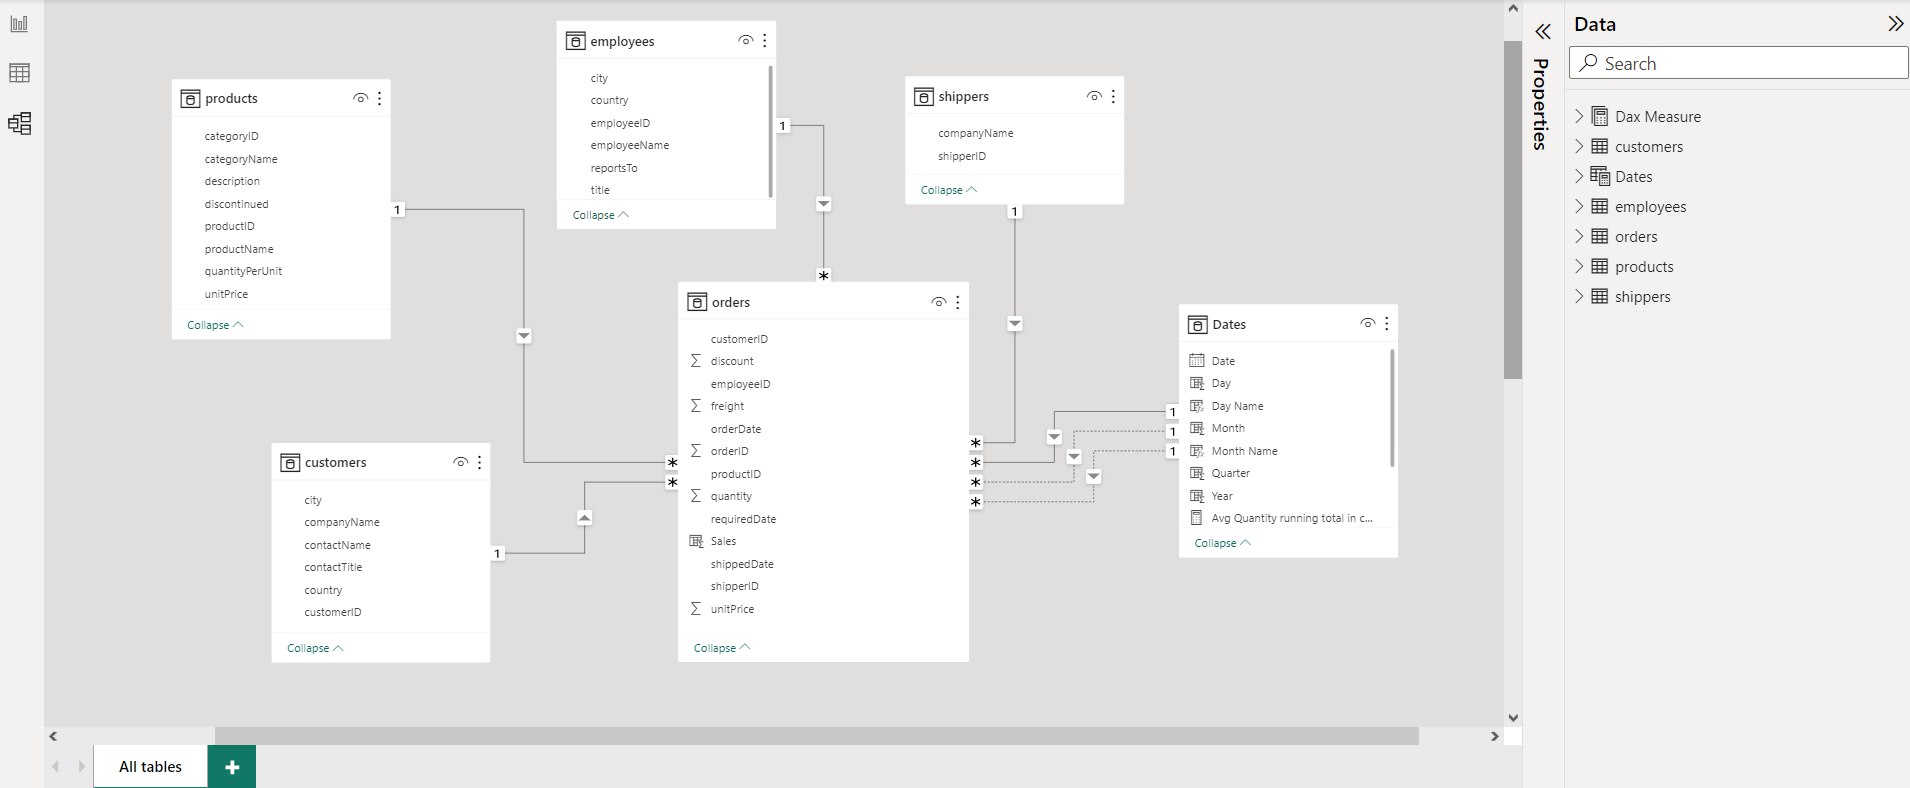 products
categoryID
categoryName
description
discontinued
productID
productName
quantityPerUnit
unitPrice
Collapse
1
employees
city
country
employeeID
employeeName
reportsTo
title
Collapse
1
*
shippers
companyName
shipperID
Collapse
1
customers
city
companyName
contactName
contactTitle
country
customerID
Collapse
1
*
*
orders
customerID
discount
employeeID
freight
orderDate
orderID
productID
quantity
requiredDate
Sales
shippedDate
shipperID
unitPrice
Collapse
*
*
*
*
1
1
1
Dates
Date
Day
Day Name
Month
Month Name
Quarter
Year
Avg Quantity running total in c...
Collapse
All tables
Properties
Data
Search
Dax Measure
customers
Dates
employees
orders
products
shippers